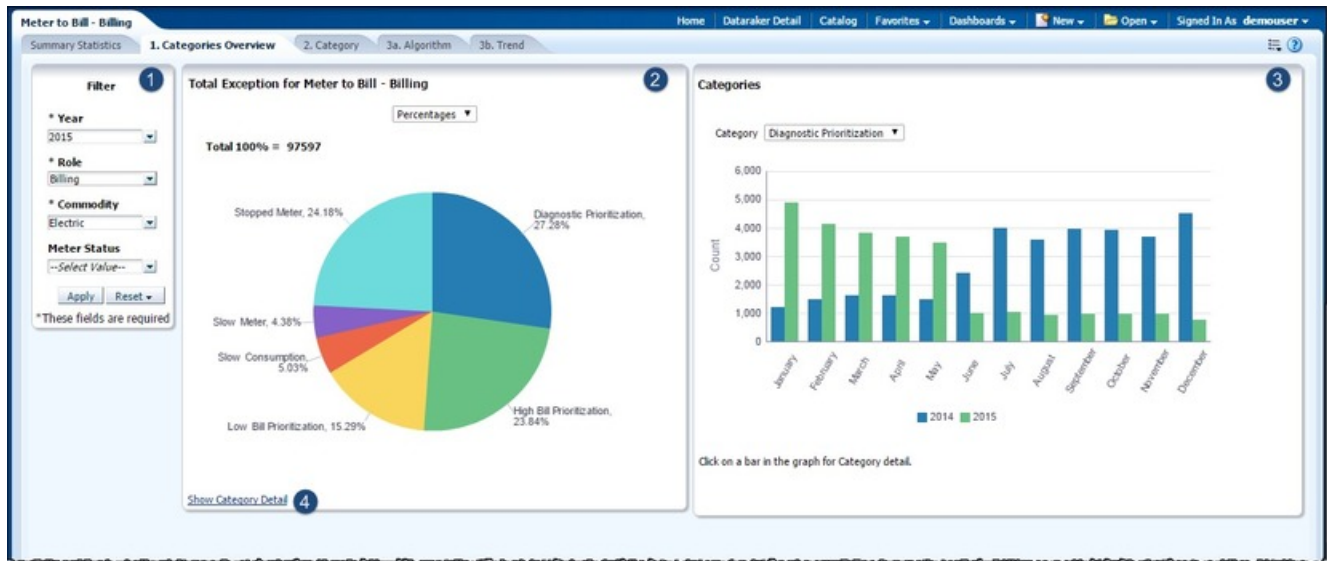 Meter to Bill - Billing
Home Dataraker Detail Catalog Favorites Dashboards New Open Signed In As demouser
Summary Statistics 1. Categories Overview 2. Category 3a. Algorithm 3b. Trend
Filter 1
* Year
2015
* Role
Billing
* Commodity
Electric
Meter Status
--Select Value--
Apply Reset
*These fields are required
Total Exception for Meter to Bill - Billing 2
Percentages
Total 100% = 97597
Stopped Meter, 24.18%
Diagnostic Prioritization,
27.28%
Slow Meter, 4.38%
Slow Consumption,
5.03%
Low Bill Prioritization, 15.29%
High Bill Prioritization,
23.84%
Show Category Detail 4
Categories 3
Category Diagnostic Prioritization
6,000
5,000
4,000
3,000
2,000
1,000
0
Count
January February March April May June July August September October November December
2014 2015
Click on a bar in the graph for Category detail.